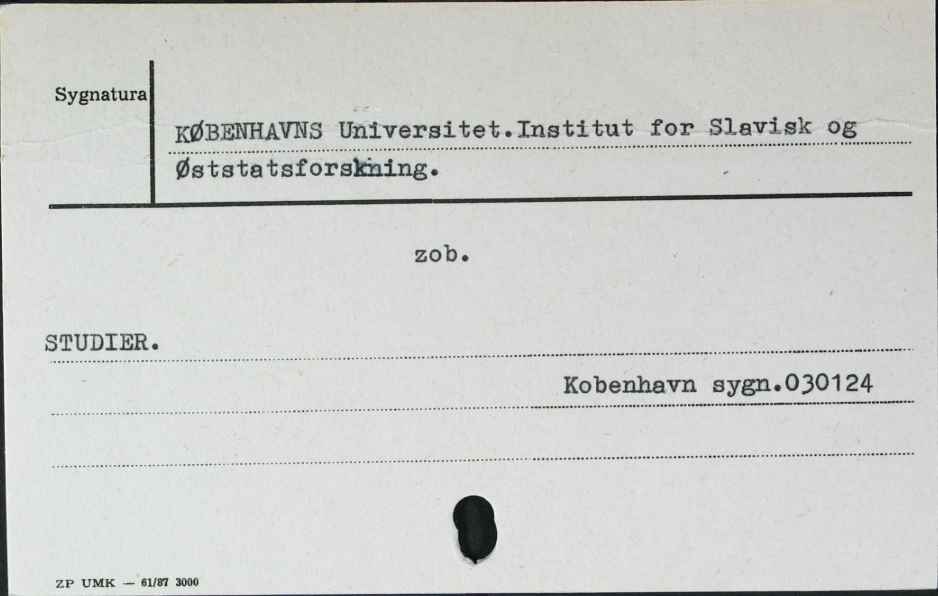 Sygnatura
KØBENHAVNS Universitet.Institut for Slavisk og
Øststatsforskning.
zob.
STUDIER.
Kobenhavn sygn.030124
ZP UMK — 61/87 3000